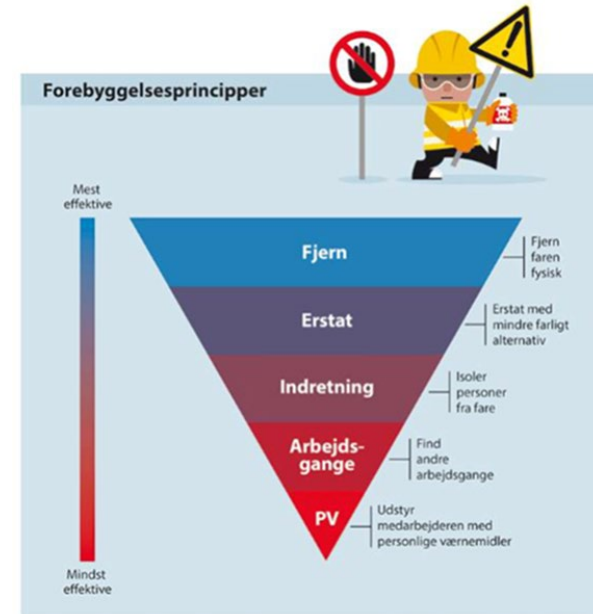 Forebyggelsesprincipper
Mest
effektive
Fjern
Fjern
faren
fysisk
Erstat
Erstat med
mindre farligt
alternativ
Indretning
Isoler
personer
fra fare
Arbejds-
gange
Find
andre
arbejdsgange
PV
Udstyr
medarbejderen med
personlige værnemidler
Mindst
effektive